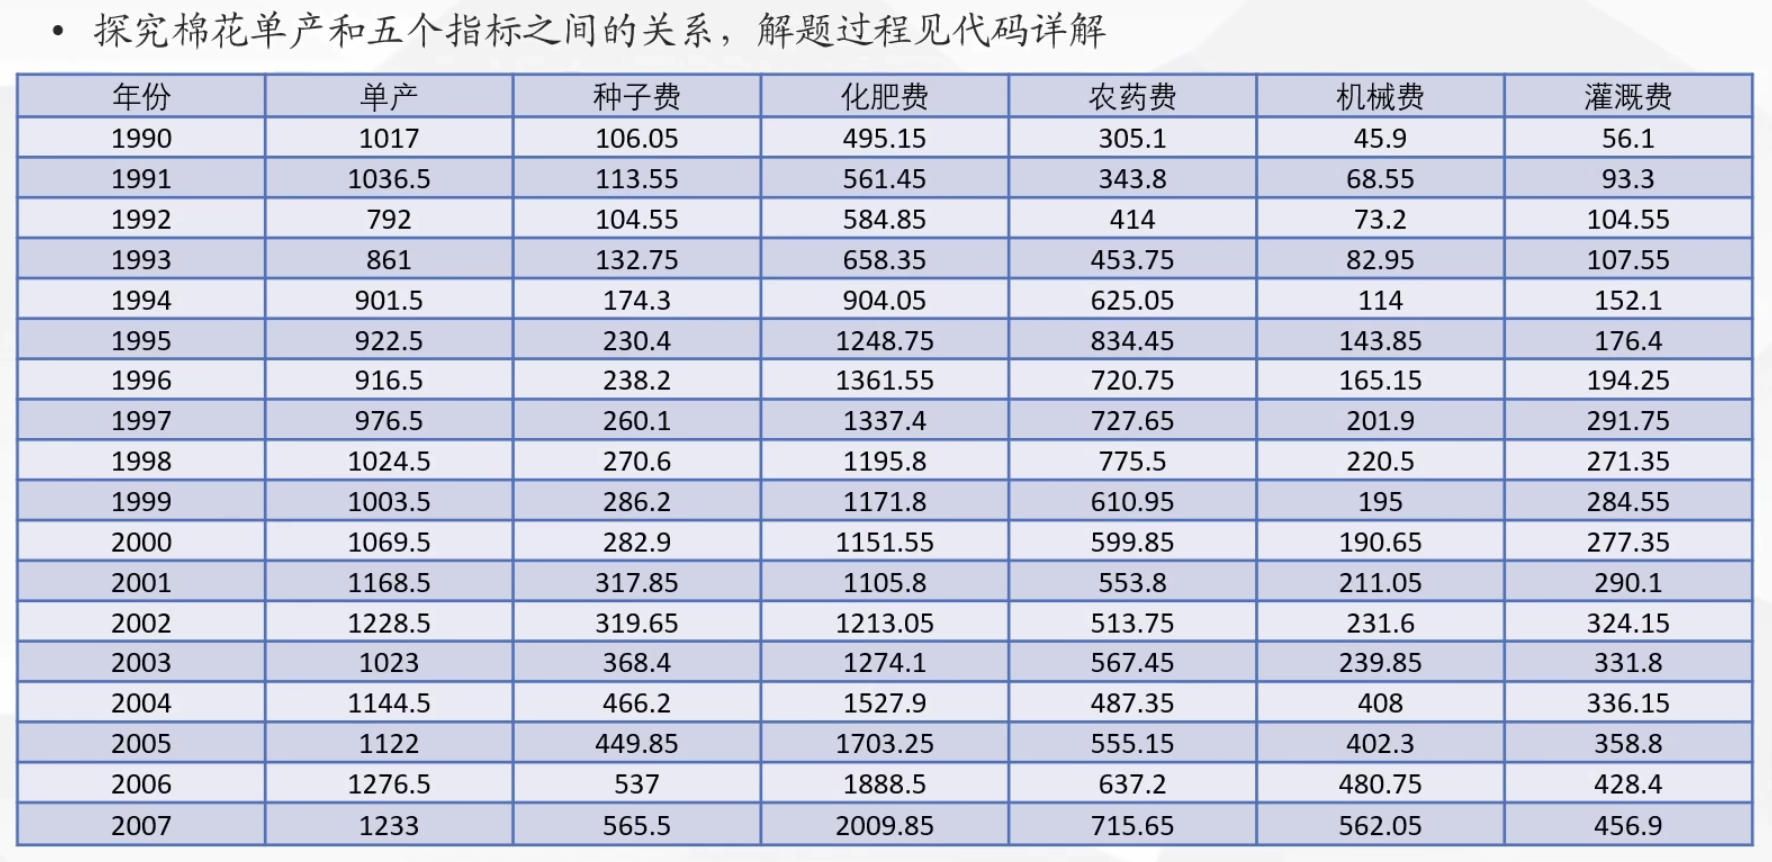 • 探究棉花单产和五个指标之间的关系，解题过程见代码详解
年份 单产 种子费 化肥费 农药费 机械费 灌溉费
1990 1017 106.05 495.15 305.1 45.9 56.1
1991 1036.5 113.55 561.45 343.8 68.55 93.3
1992 792 104.55 584.85 414 73.2 104.55
1993 861 132.75 658.35 453.75 82.95 107.55
1994 901.5 174.3 904.05 625.05 114 152.1
1995 922.5 230.4 1248.75 834.45 143.85 176.4
1996 916.5 238.2 1361.55 720.75 165.15 194.25
1997 976.5 260.1 1337.4 727.65 201.9 291.75
1998 1024.5 270.6 1195.8 775.5 220.5 271.35
1999 1003.5 286.2 1171.8 610.95 195 284.55
2000 1069.5 282.9 1151.55 599.85 190.65 277.35
2001 1168.5 317.85 1105.8 553.8 211.05 290.1
2002 1228.5 319.65 1213.05 513.75 231.6 324.15
2003 1023 368.4 1274.1 567.45 239.85 331.8
2004 1144.5 466.2 1527.9 487.35 408 336.15
2005 1122 449.85 1703.25 555.15 402.3 358.8
2006 1276.5 537 1888.5 637.2 480.75 428.4
2007 1233 565.5 2009.85 715.65 562.05 456.9